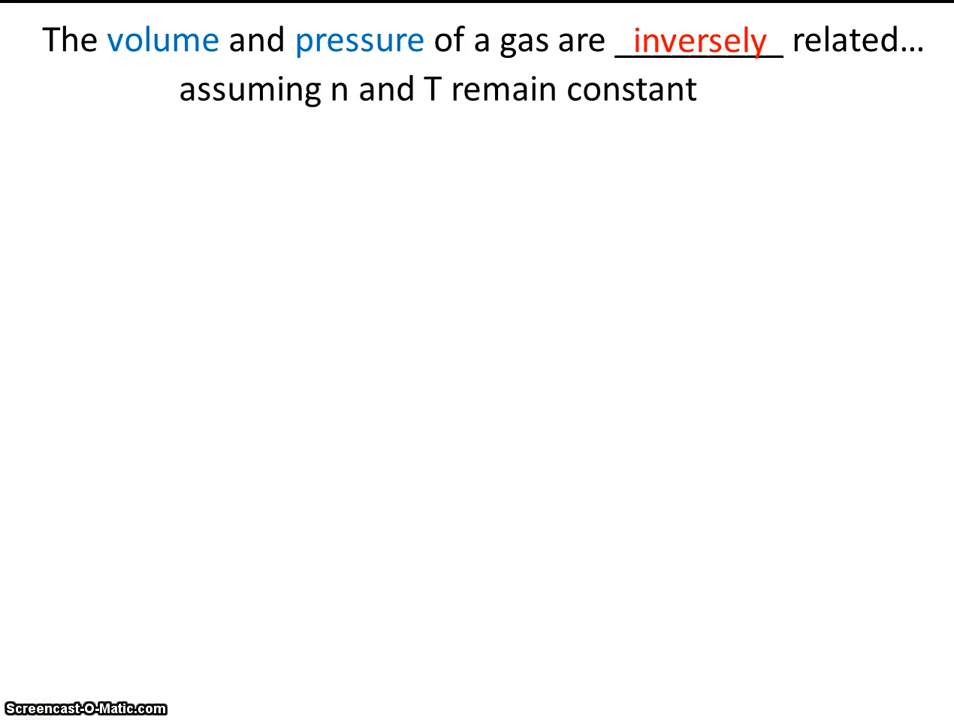 The volume and pressure of a gas are _inversely_ related…
assuming n and T remain constant
Screencast-O-Matic.com